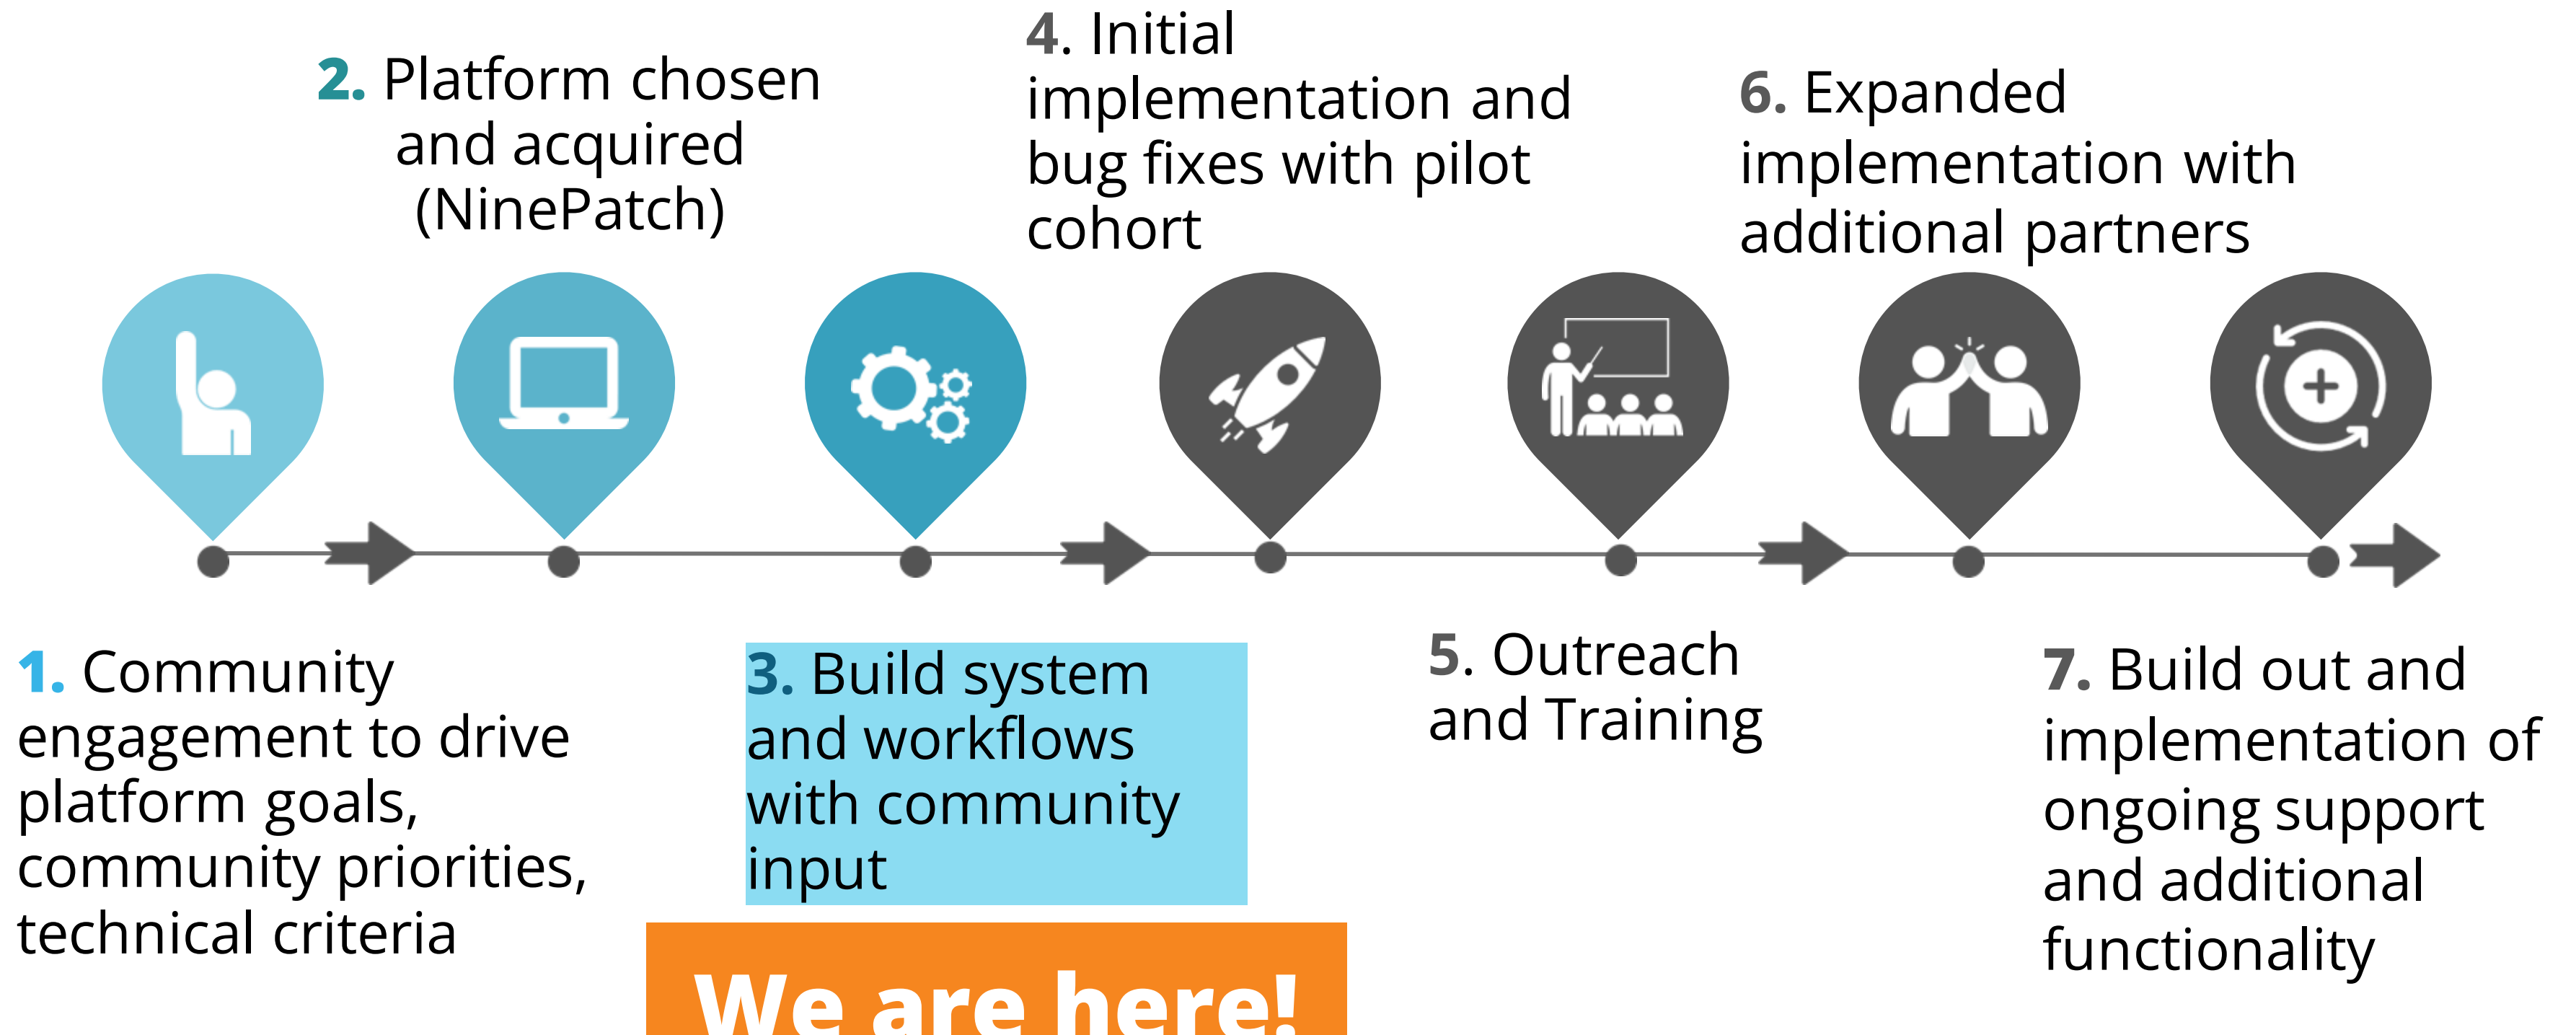 1. Community
engagement to drive
platform goals,
community priorities,
technical criteria
2. Platform chosen
and acquired
(NinePatch)
3. Build system
and workflows
with community
input
We are here!
4. Initial
implementation and
bug fixes with pilot
cohort
5. Outreach
and Training
6. Expanded
implementation with
additional partners
7. Build out and
implementation of
ongoing support
and additional
functionality